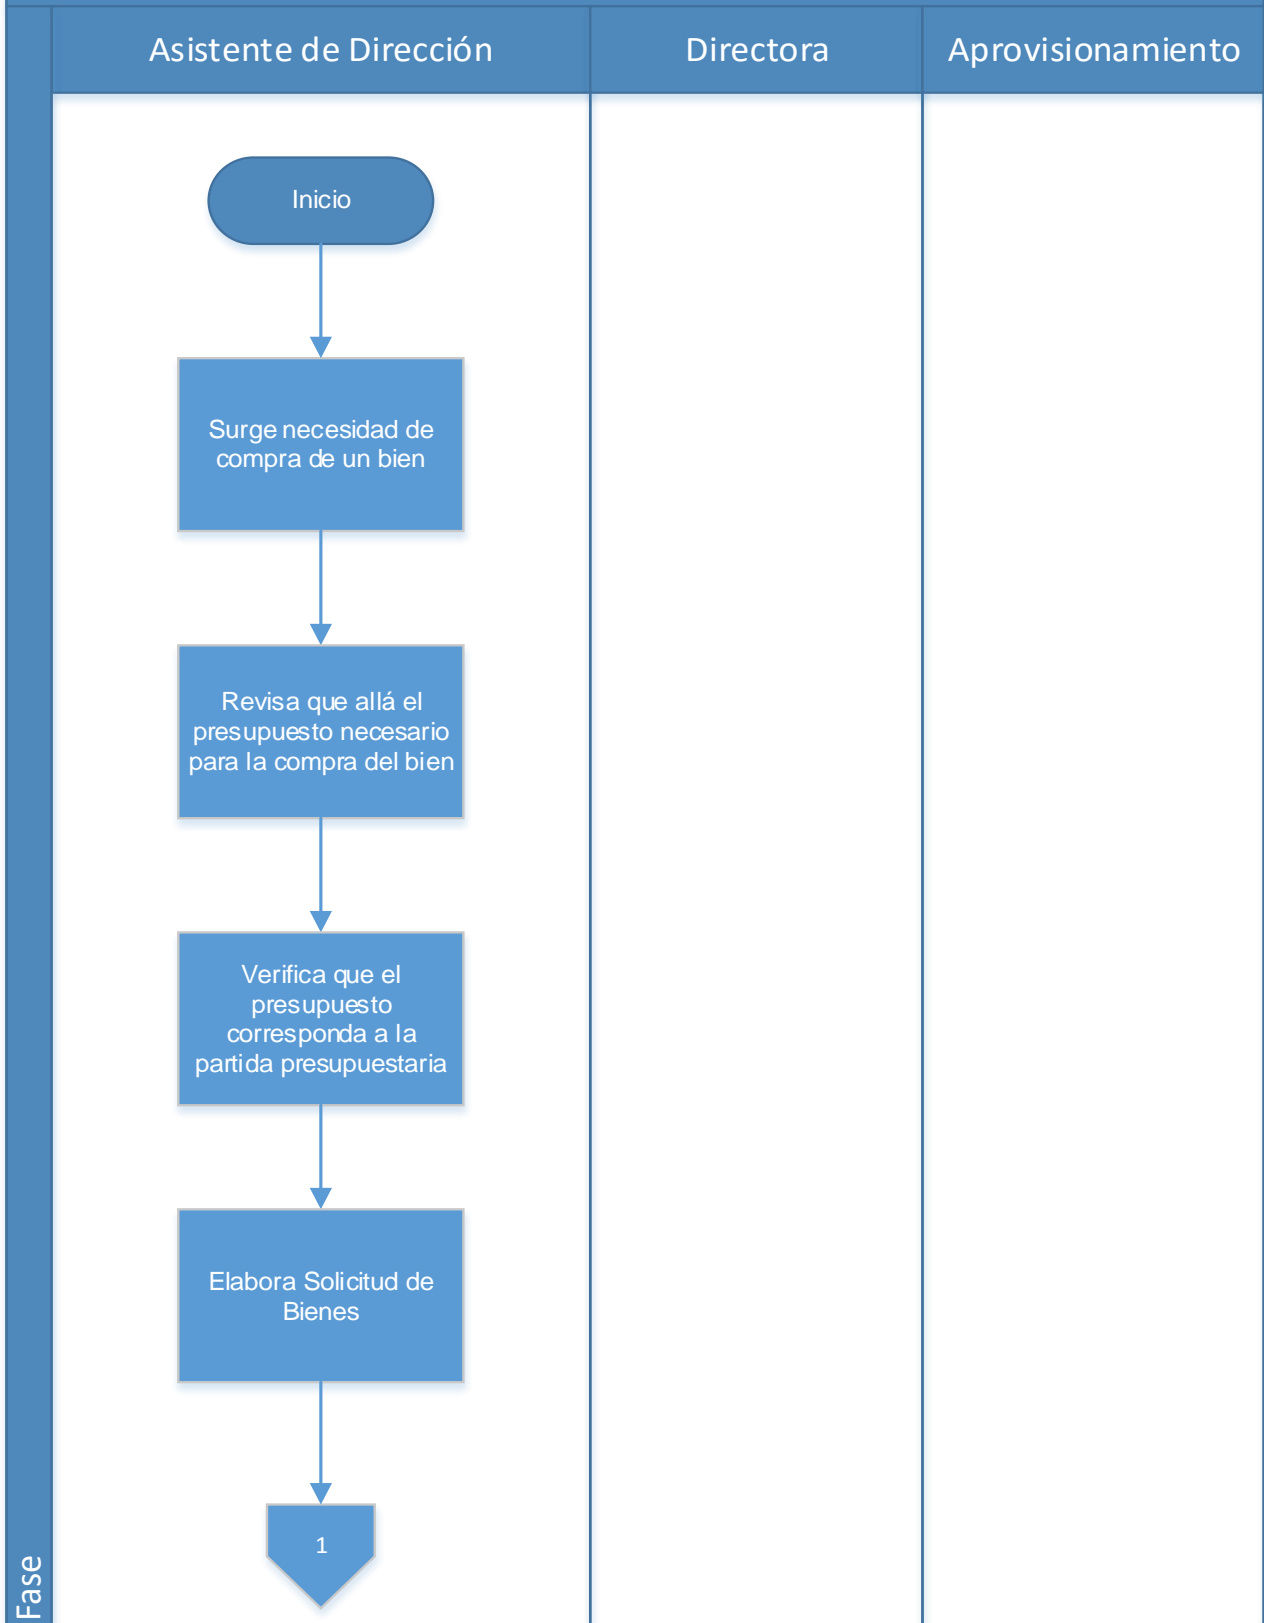 Asistente de Dirección
Directora
Aprovisionamiento
Inicio
Surge necesidad de
compra de un bien
Revisa que allá el
presupuesto necesario
para la compra del bien
Verifica que el
presupuesto
corresponda a la
partida presupuestaria
Elabora Solicitud de
Bienes
1
Fase